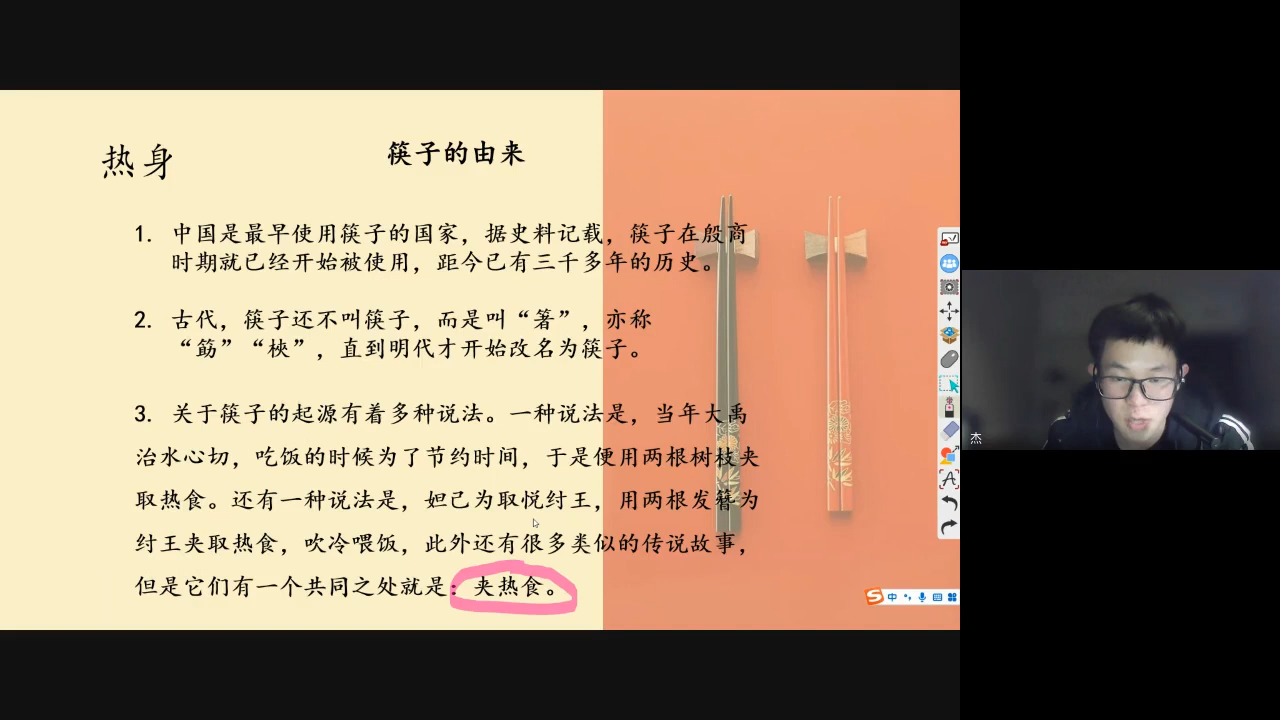 热身
筷子的由来
1. 中国是最早使用筷子的国家，据史料记载，筷子在殷商
时期就已经开始被使用，距今已有三千多年的历史。
2. 古代，筷子还不叫筷子，而是叫“箸”，亦称
“筯”“梜”，直到明代才开始改名为筷子。
3. 关于筷子的起源有着多种说法。一种说法是，当年大禹
治水心切，吃饭的时候为了节约时间，于是便用两根树枝夹
取热食。还有一种说法是，妲己为取悦纣王，用两根发簪为
纣王夹取热食，吹冷喂饭，此外还有很多类似的传说故事，
但是它们有一个共同之处就是：夹热食。
中
杰